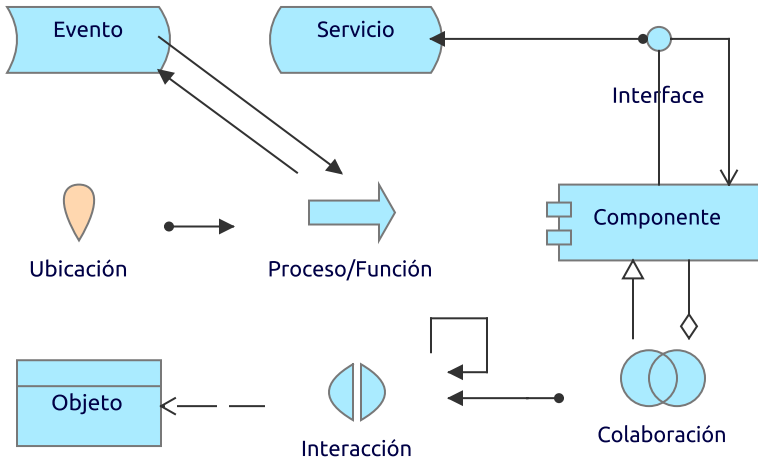 Evento
Servicio
Interface
Componente
Ubicación
Proceso/Función
Objeto
Interacción
Colaboración